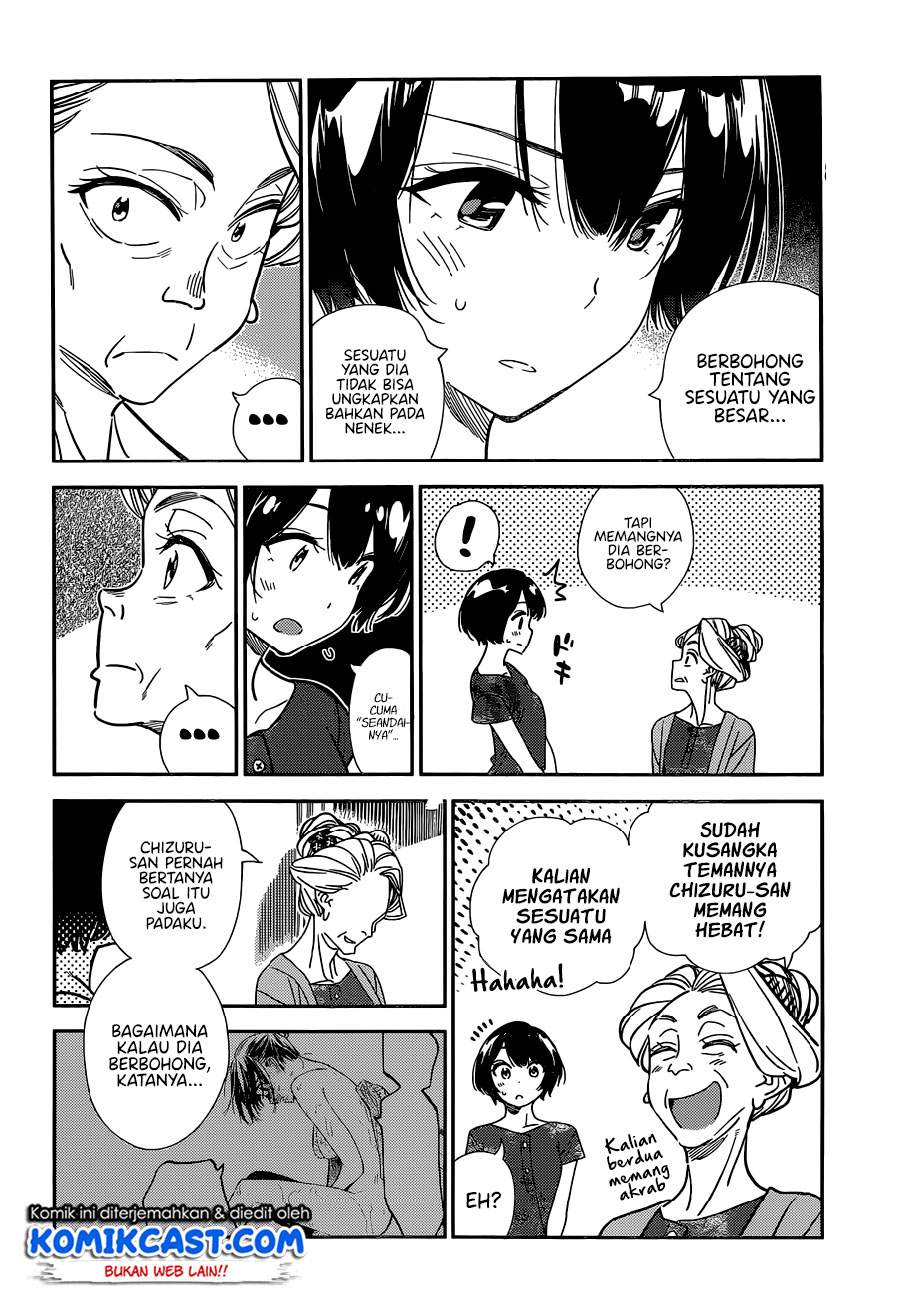 BERBOHONG
TENTANG
SESUATU YANG
BESAR...
SESUATU
YANG DIA
TIDAK BISA
UNGKAPKAN
BAHKAN PADA
NENEK...
...
TAPI
MEMANGNYA
DIA BER-
BOHONG?
!
ドキ
CU-
CUMA
"SEANDAI-
NYA"...
...
SUDAH
KUSANGKA
TEMANNYA
CHIZURU-SAN
MEMANG
HEBAT!
KALIAN
MENGATAKAN
SESUATU
YANG SAMA
Hahaha!
Kalian
berdua
memang
akrab
EH?
CHIZURU-
SAN PERNAH
BERTANYA
SOAL ITU
JUGA
PADAKU.
BAGAIMANA
KALAU DIA
BERBOHONG,
KATANYA...
Komik ini diterjemahkan & diedit oleh
KOMIKCAST.COM
BUKAN WEB LAIN!!